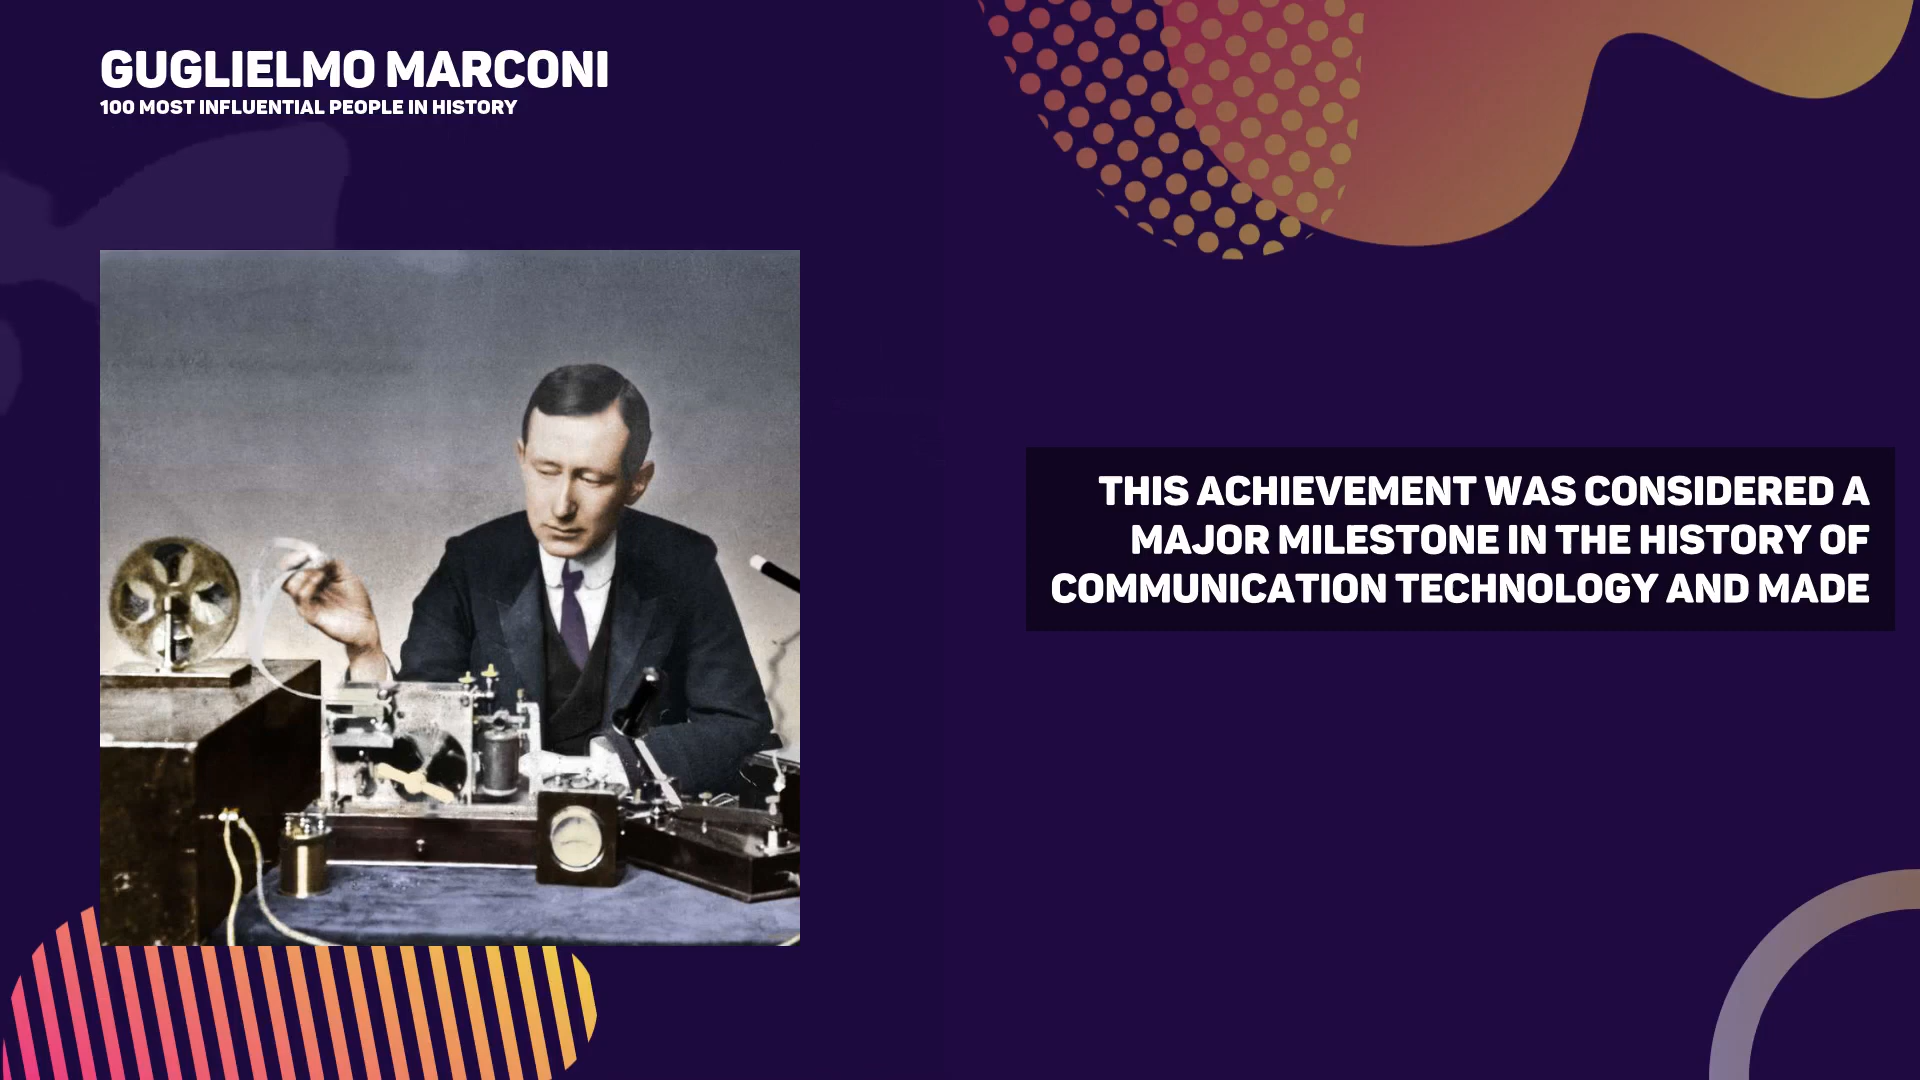 GUGLIELMO MARCONI
100 MOST INFLUENTIAL PEOPLE IN HISTORY
THIS ACHIEVEMENT WAS CONSIDERED A
MAJOR MILESTONE IN THE HISTORY OF
COMMUNICATION TECHNOLOGY AND MADE